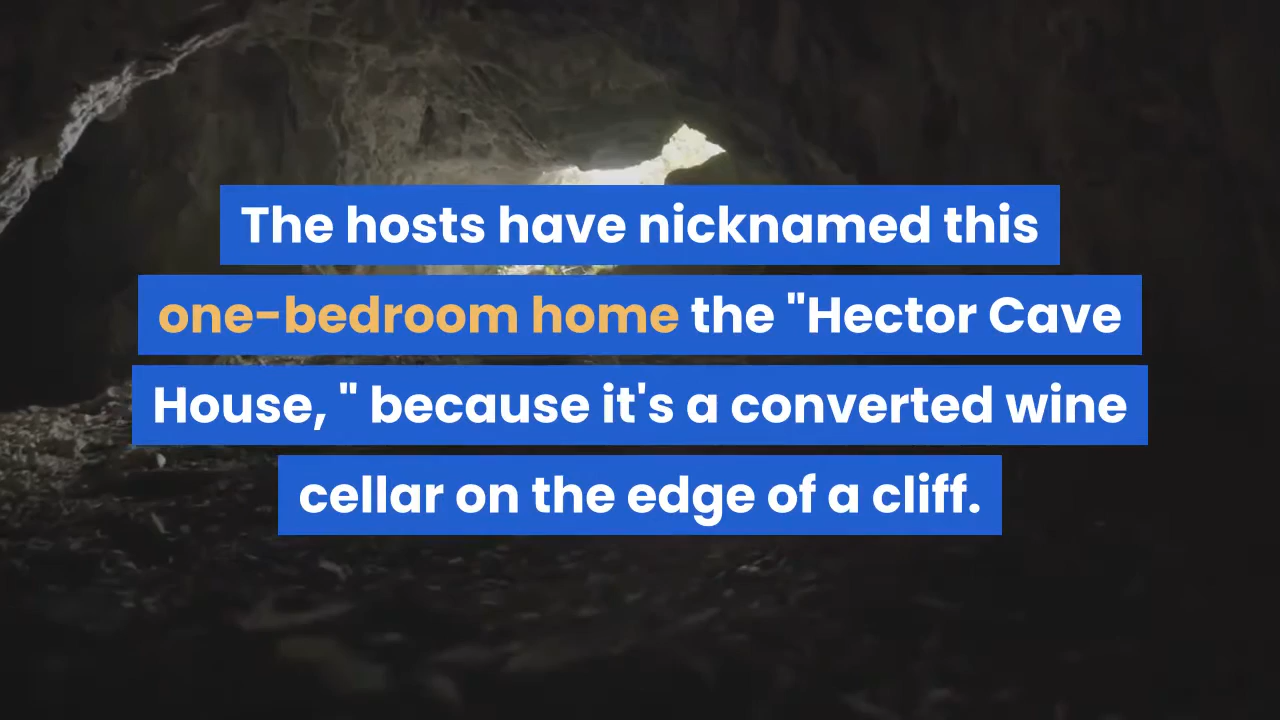 The hosts have nicknamed this
one-bedroom home the "Hector Cave
House, " because it's a converted wine
cellar on the edge of a cliff.